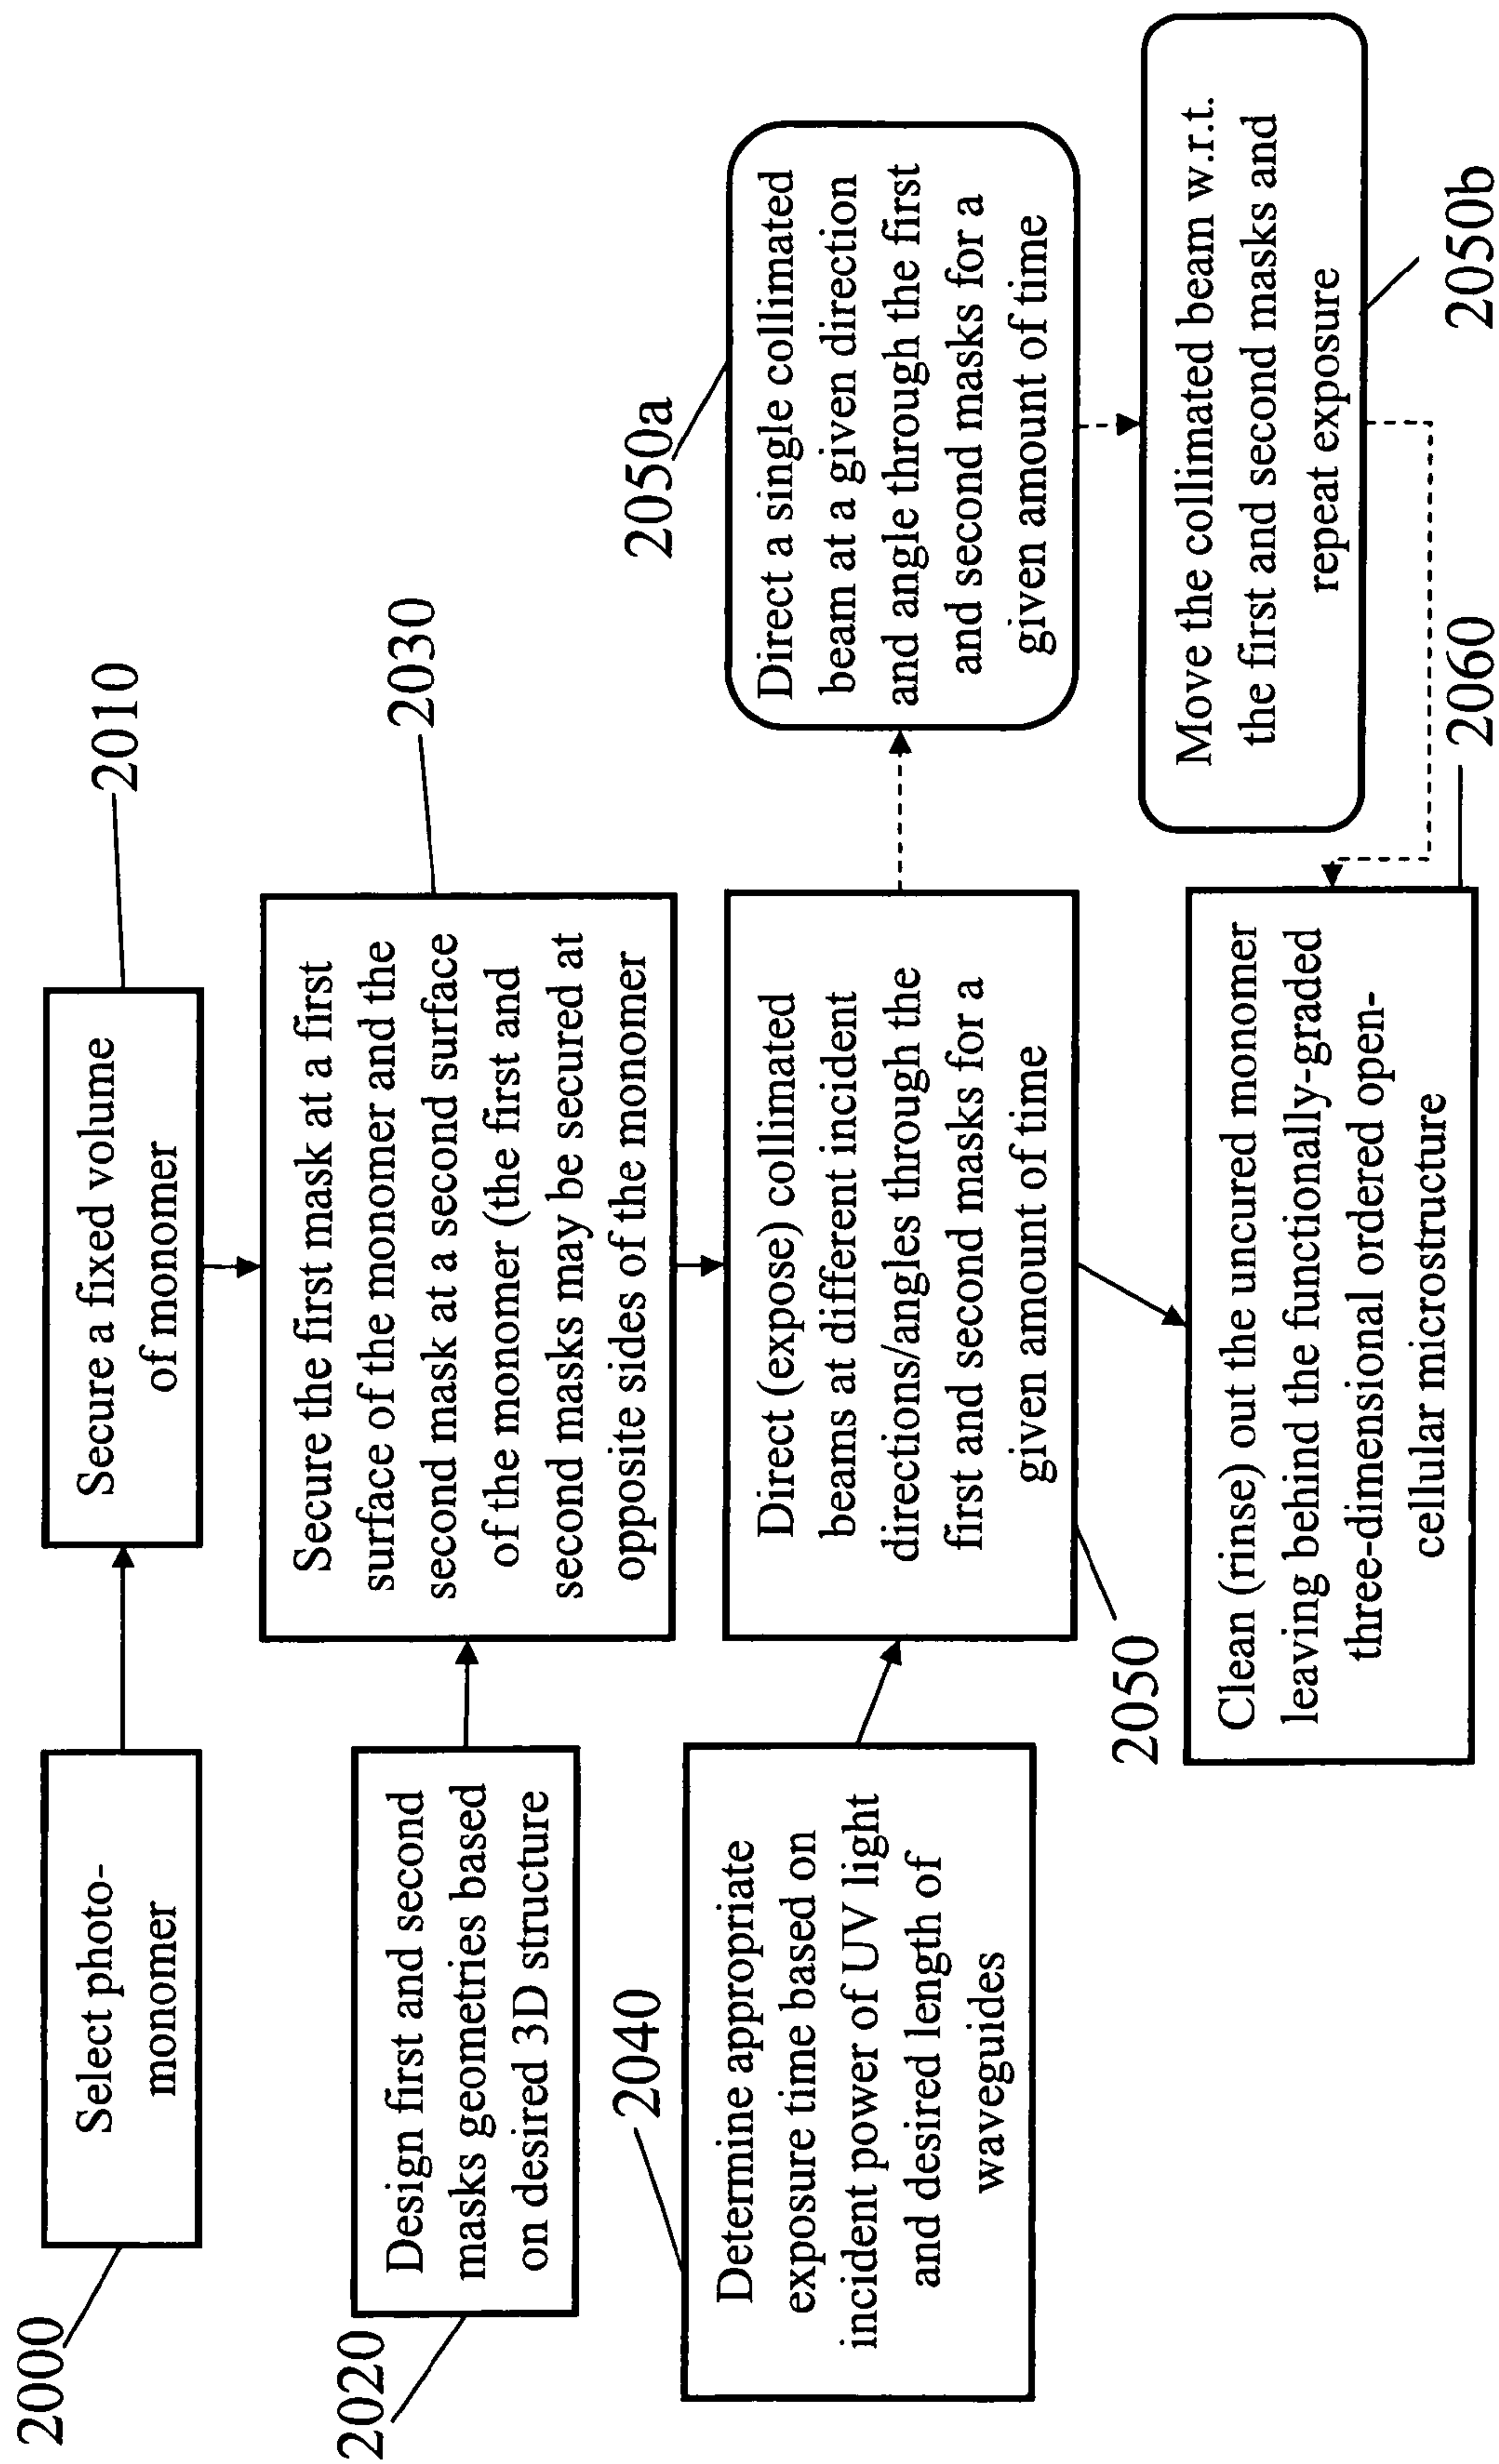 2000
Select photo-
monomer
2010
Secure a fixed volume
of monomer
2020
Design first and second
masks geometries based
on desired 3D structure
2030
Secure the first mask at a first
surface of the monomer and the
second mask at a second surface
of the monomer (the first and
second masks may be secured at
opposite sides of the monomer
2040
Determine appropriate
exposure time based on
incident power of UV light
and desired length of
waveguides
2050
Direct (expose) collimated
beams at different incident
directions/angles through the
first and second masks for a
given amount of time
2050a
Direct a single collimated
beam at a given direction
and angle through the first
and second masks for a
given amount of time
2050b
Move the collimated beam w.r.t.
the first and second masks and
repeat exposure
2060
Clean (rinse) out the uncured monomer
leaving behind the functionally-graded
three-dimensional ordered open-
cellular microstructure